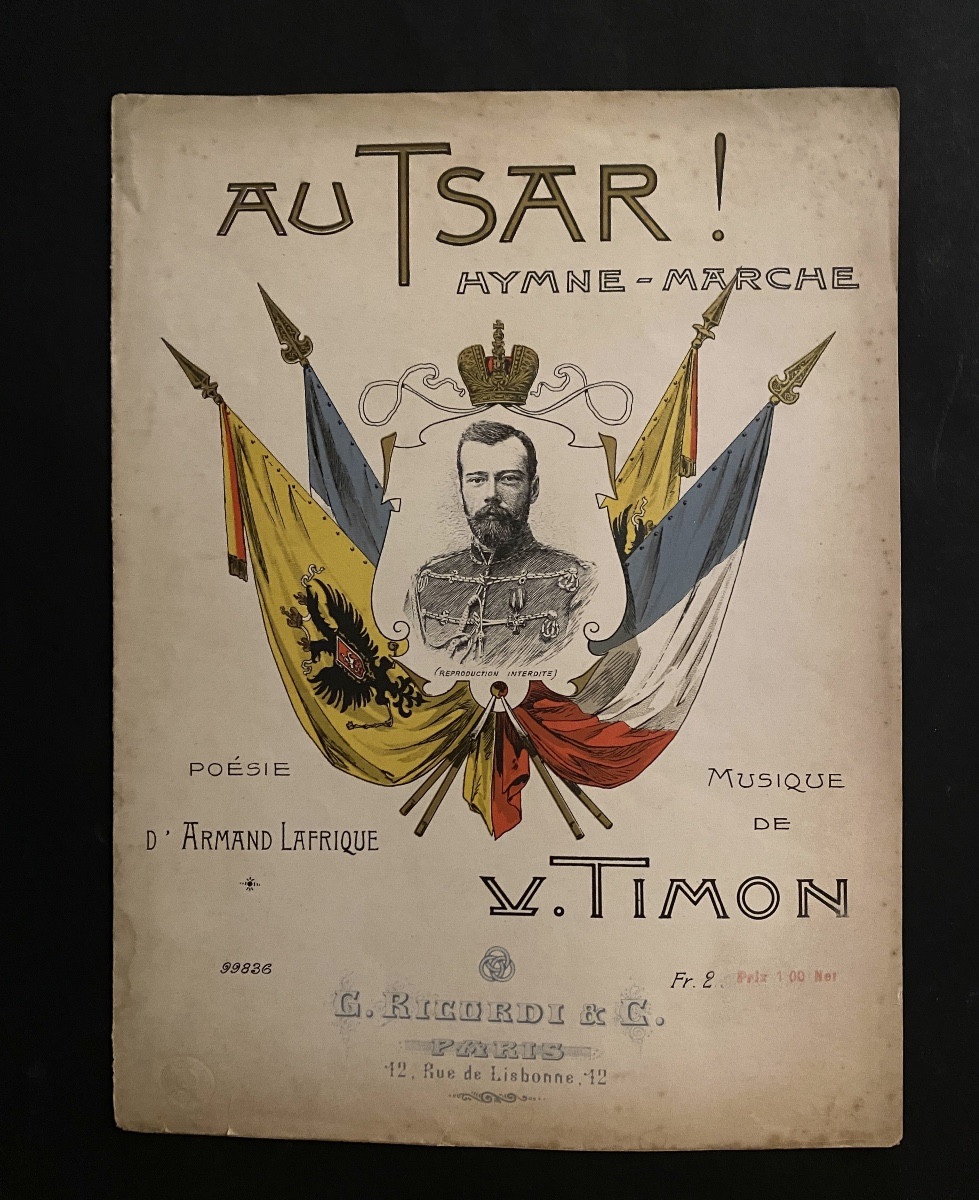 AU TSAR !
HYMNE - MARCHE
(REPRODUCTION INTERDITE)
POÉSIE
D' ARMAND LAFRIQUE
MUSIQUE
DE
V. TIMON
99836
Fr. 2. Prix 1 00 Net
G. RICORDI & C.
PARIS
12, Rue de Lisbonne, 12